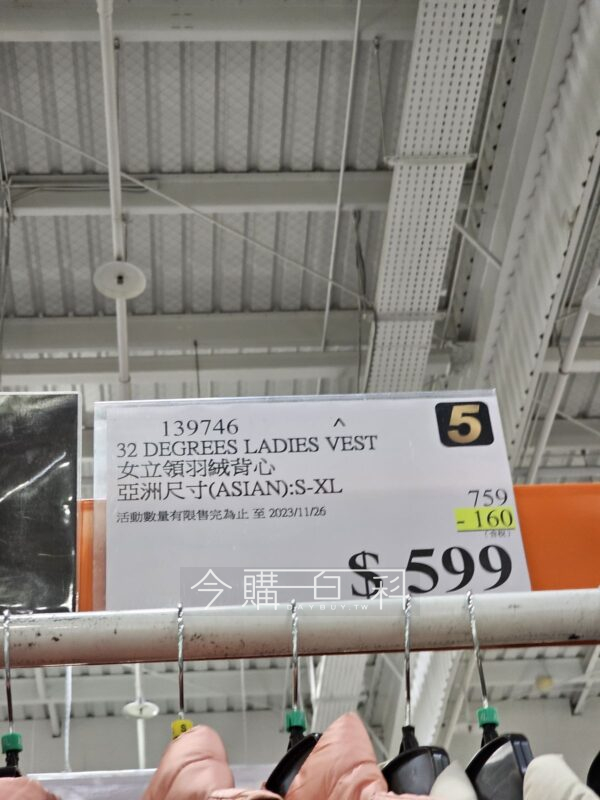 139746 ^
5
32 DEGREES LADIES VEST
女立領羽絨背心
亞洲尺寸(ASIAN):S-XL
759
活動數量有限售完為止 至 2023/11/26
- 160
(含稅)
$ 599
今購百彩
S